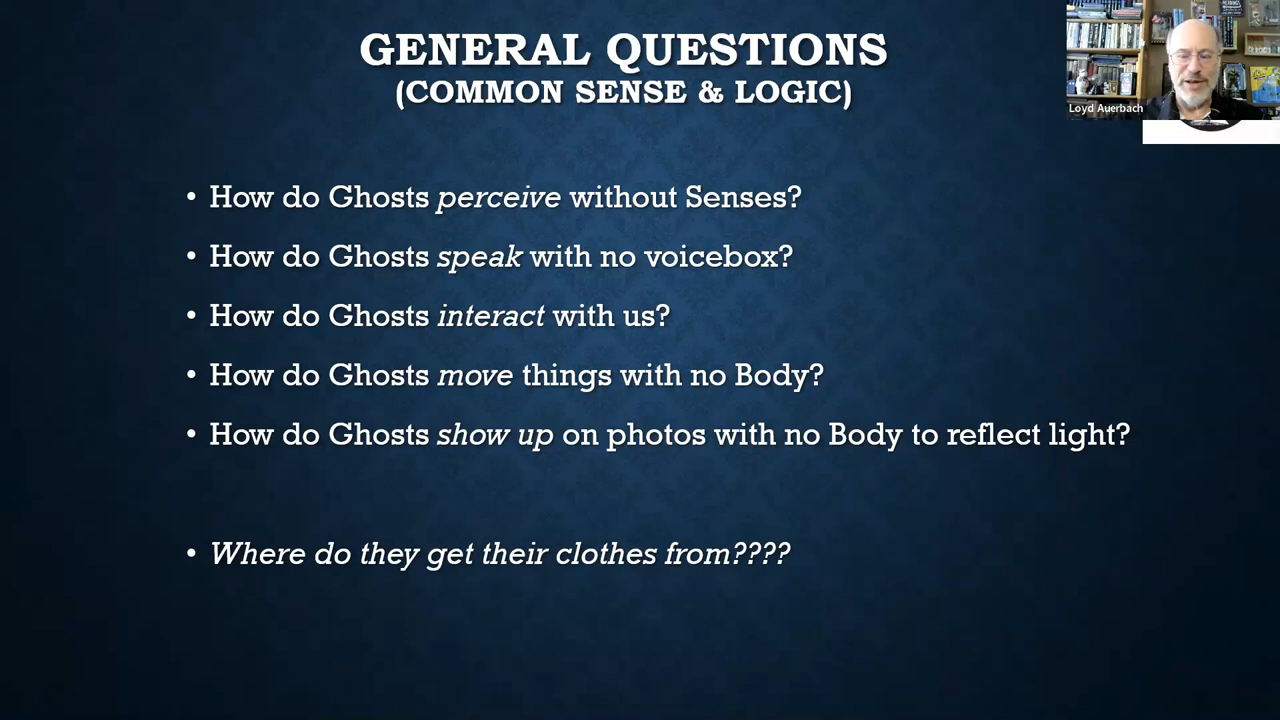 GENERAL QUESTIONS
(COMMON SENSE & LOGIC)
Loyd Auerbach
• How do Ghosts perceive without Senses?
• How do Ghosts speak with no voicebox?
• How do Ghosts interact with us?
• How do Ghosts move things with no Body?
• How do Ghosts show up on photos with no Body to reflect light?
• Where do they get their clothes from????